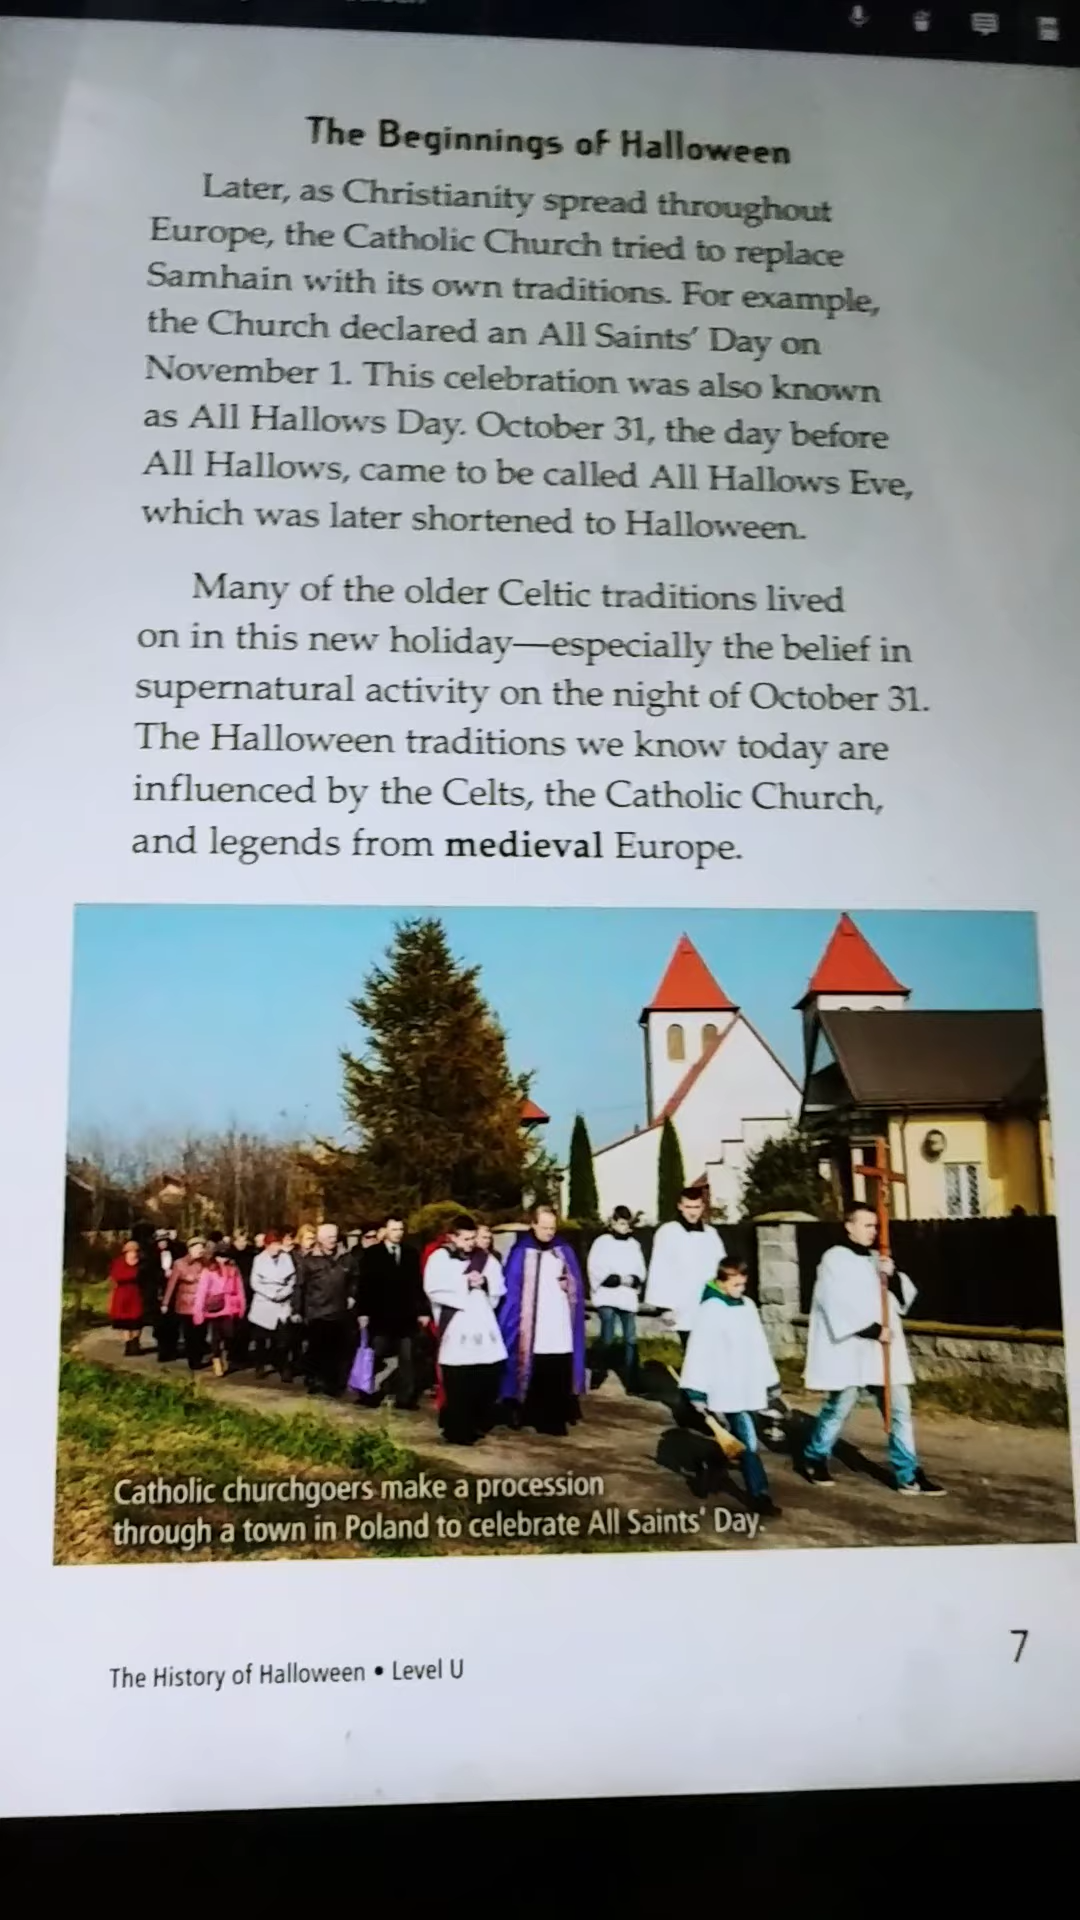 The Beginnings of Halloween
Later, as Christianity spread throughout
Europe, the Catholic Church tried to replace
Samhain with its own traditions. For example,
the Church declared an All Saints' Day on
November 1. This celebration was also known
as All Hallows Day. October 31, the day before
All Hallows, came to be called All Hallows Eve,
which was later shortened to Halloween.
Many of the older Celtic traditions lived
on in this new holiday—especially the belief in
supernatural activity on the night of October 31.
The Halloween traditions we know today are
influenced by the Celts, the Catholic Church,
and legends from medieval Europe.
Catholic churchgoers make a procession
through a town in Poland to celebrate All Saints' Day.
The History of Halloween • Level U
7